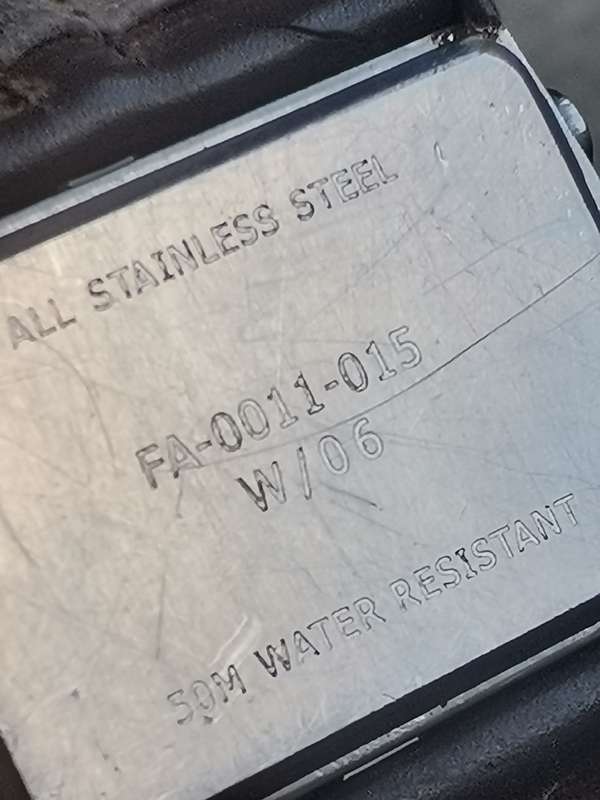 ALL STAINLESS STEEL
FA-0011-015
W/06
50M WATER RESISTANT